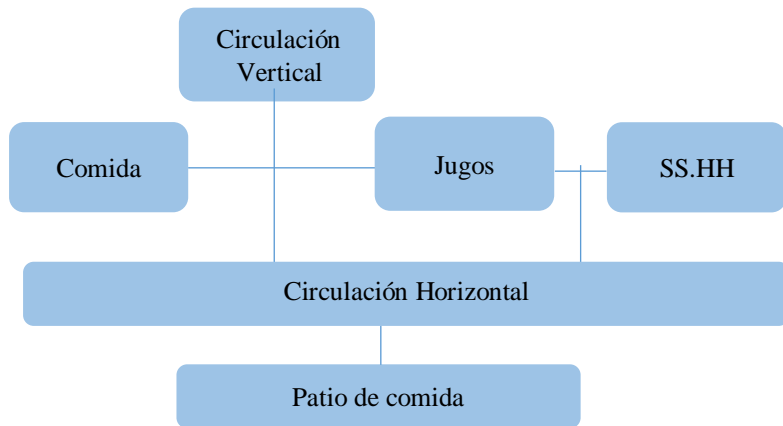 Circulación
Vertical
Comida
Jugos
SS.HH
Circulación Horizontal
Patio de comida